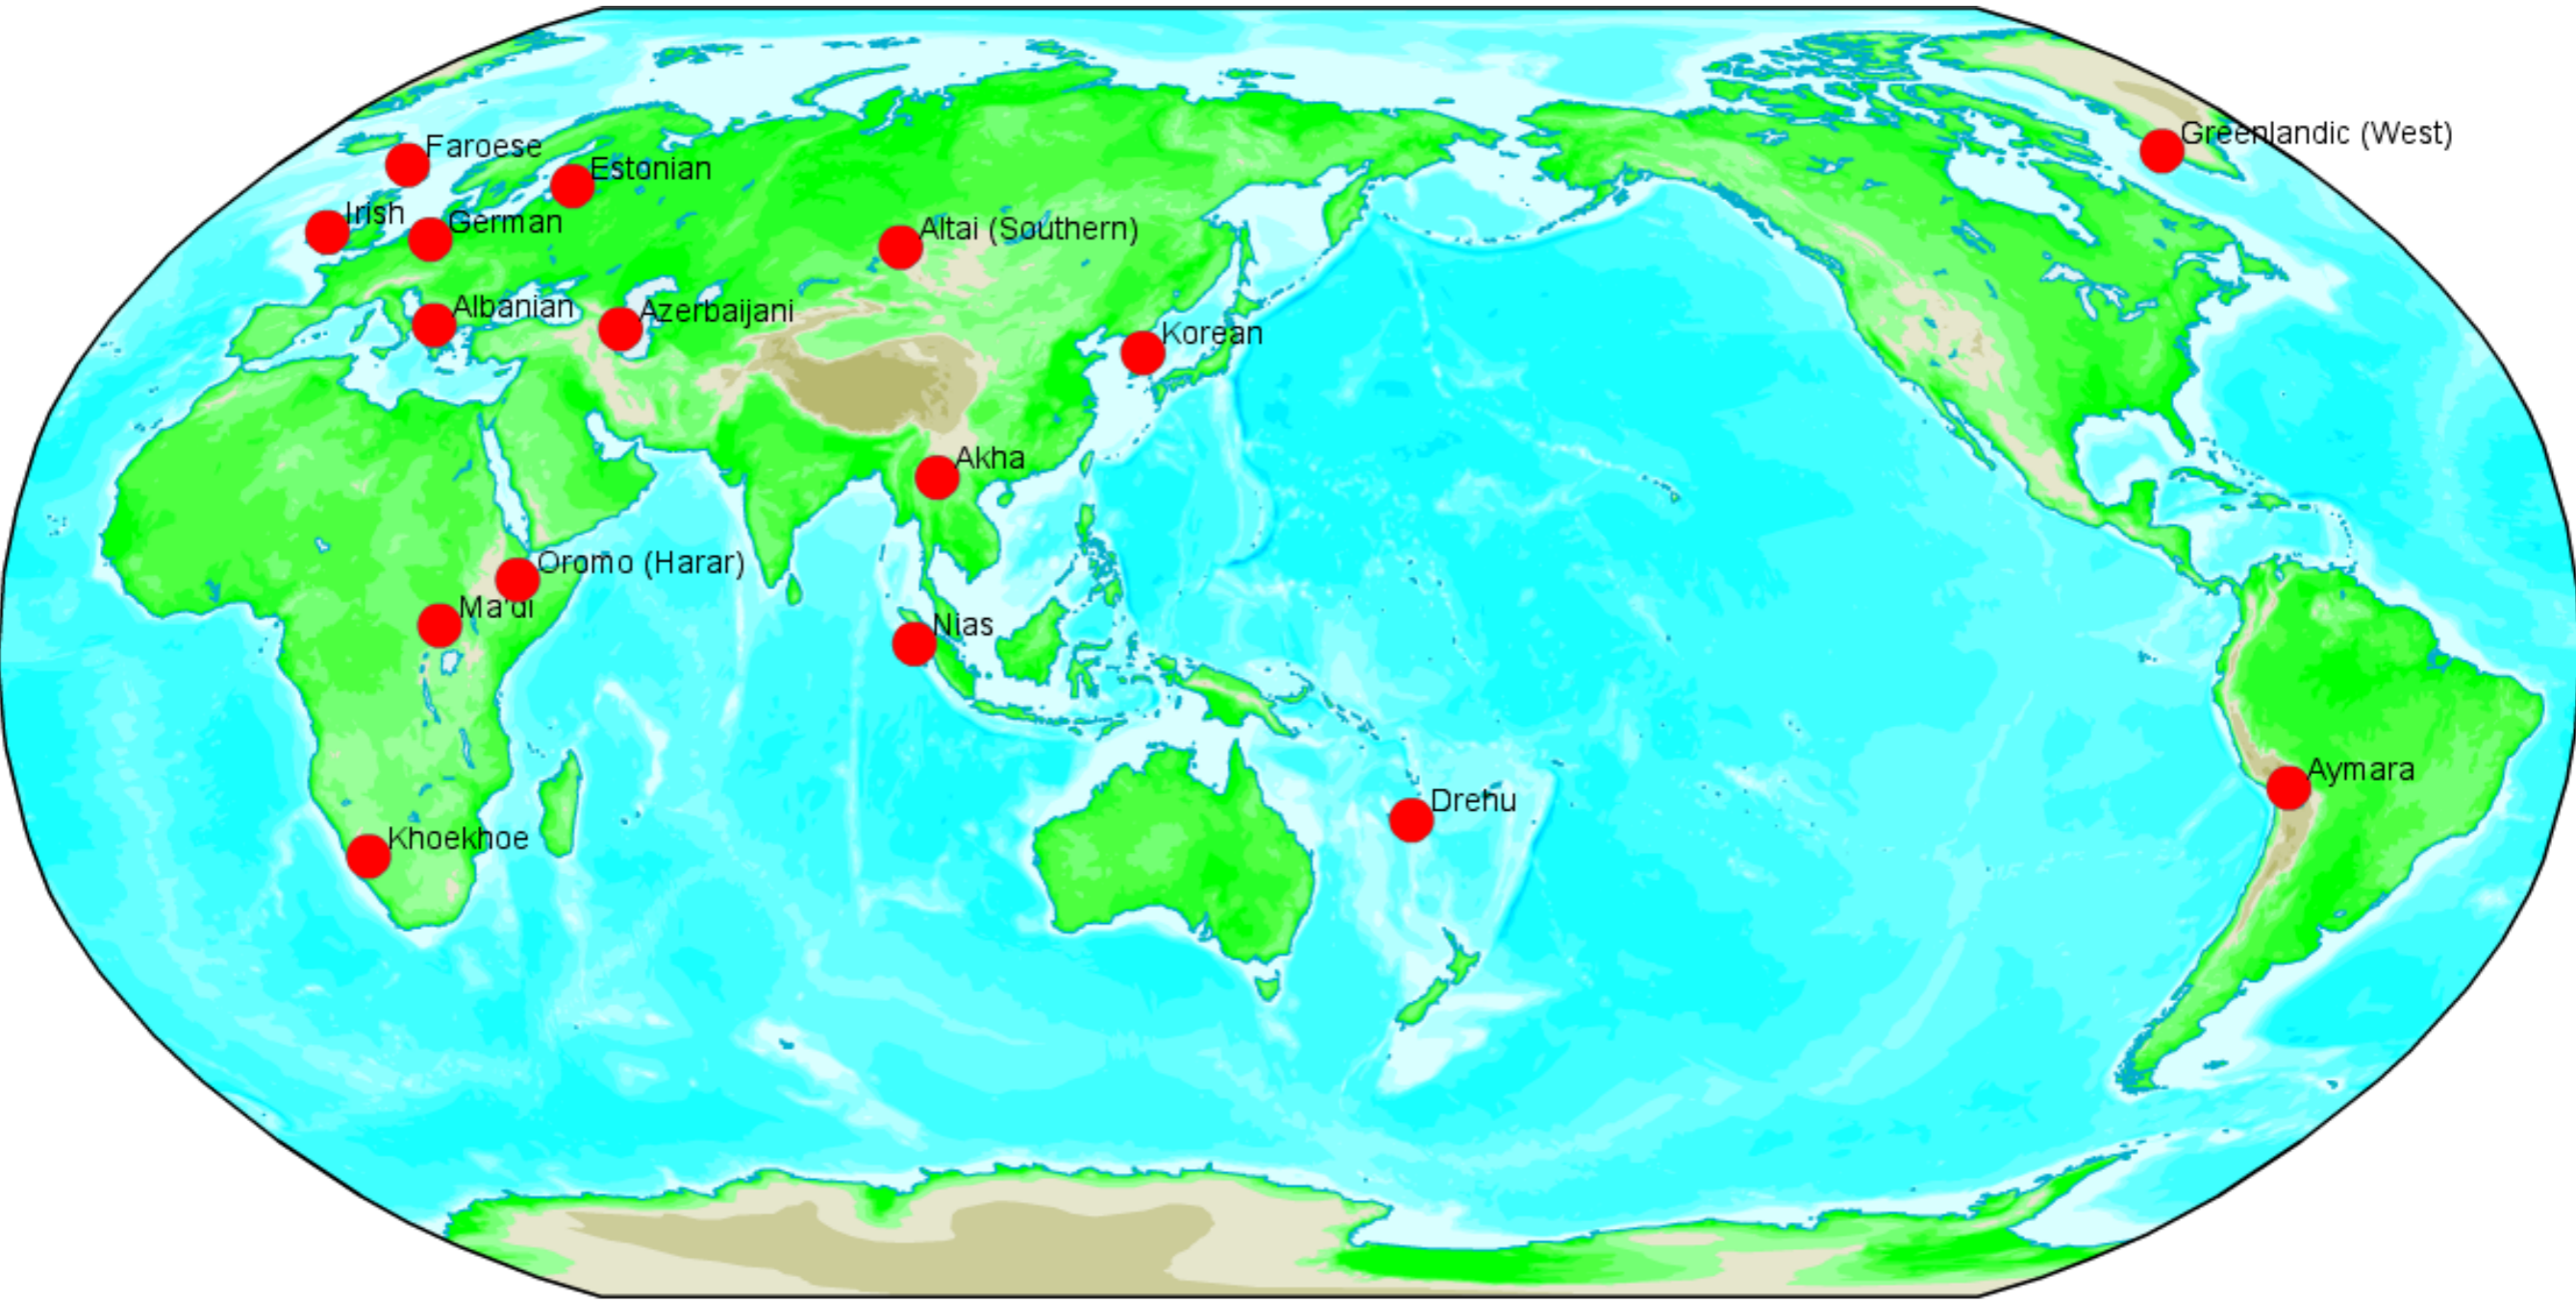 Greenlandic (West)
Faroese
Estonian
Irish
German
Altai (Southern)
Albanian
Azerbaijani
Korean
Akha
Oromo (Harar)
Ma'di
Nias
Aymara
Drehu
Khoekhoe